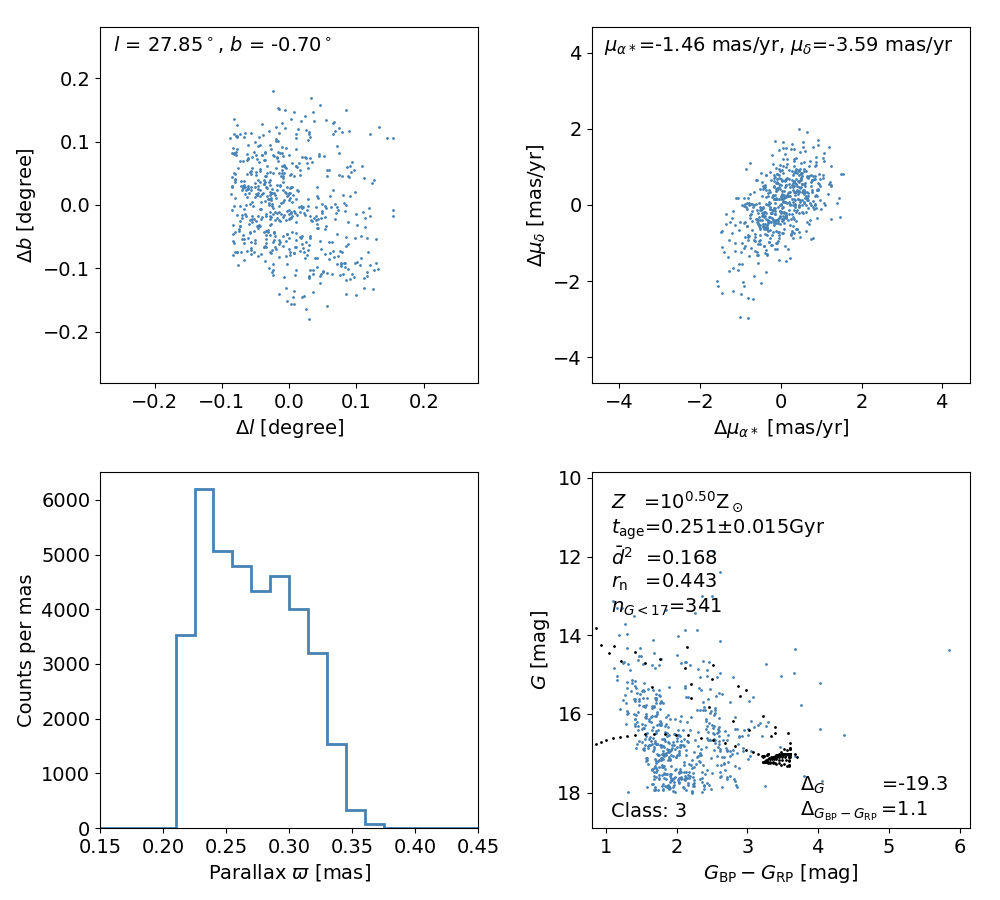 l = 27.85°, b = -0.70°
0.2
0.1
0.0
−0.1
−0.2
Δb [degree]
−0.2 −0.1 0.0 0.1 0.2
Δl [degree]
μα*=-1.46 mas/yr, μδ=-3.59 mas/yr
4
2
0
−2
−4
Δμδ [mas/yr]
−4 −2 0 2 4
Δμα* [mas/yr]
6000
5000
4000
3000
2000
1000
0
Counts per mas
0.15 0.20 0.25 0.30 0.35 0.40 0.45
Parallax ϖ [mas]
10
12
14
16
18
G [mag]
Z =10^0.50 Z⊙
t_age=0.251±0.015Gyr
d̄² =0.168
r_n =0.443
n_G<17=341
Δ_G =-19.3
Δ_GBP−GRP =1.1
Class: 3
1 2 3 4 5 6
G_BP − G_RP [mag]